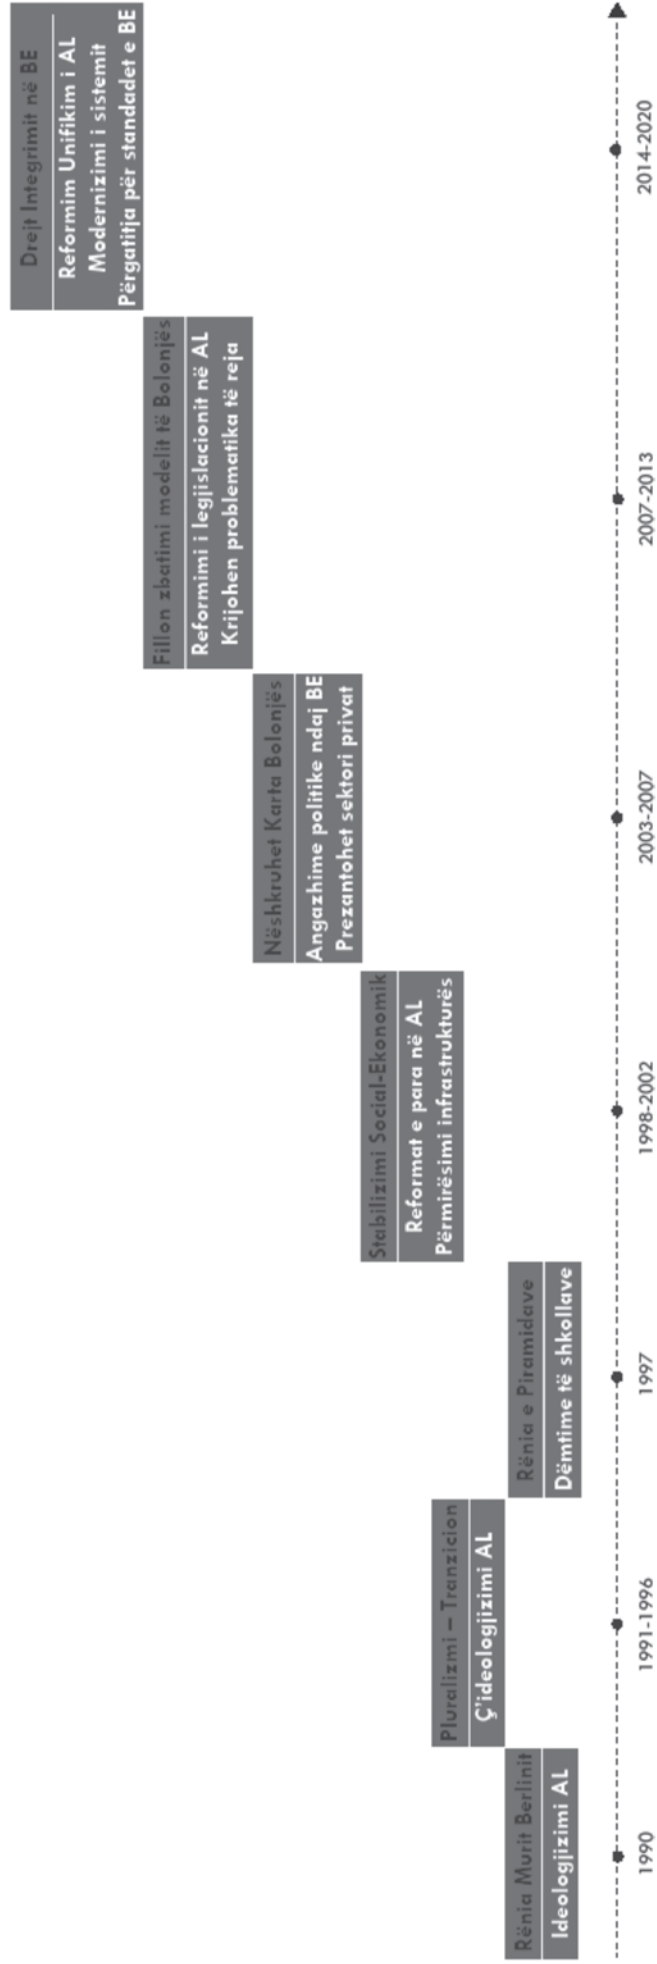 Rënia Murit Berlinit
Ideologjizimi AL
Pluralizmi – Tranzicion
Ç'ideologjizimi AL
Rënia e Piramidave
Dëmtime të shkollave
Stabilizimi Social-Ekonomik
Reformat e para në AL
Përmirësimi infrastrukturës
Nëshkruhet Karta Bolonjës
Angazhime politike ndaj BE
Prezantohet sektori privat
Fillon zbatimi modelit të Bolonjës
Reformimi i legjislacionit në AL
Krijohen problematika të reja
Drejt Integrimit në BE
Reformim Unifikim i AL
Modernizimi i sistemit
Përgatitja për standadet e BE
1990
1991-1996
1997
1998-2002
2003-2007
2007-2013
2014-2020